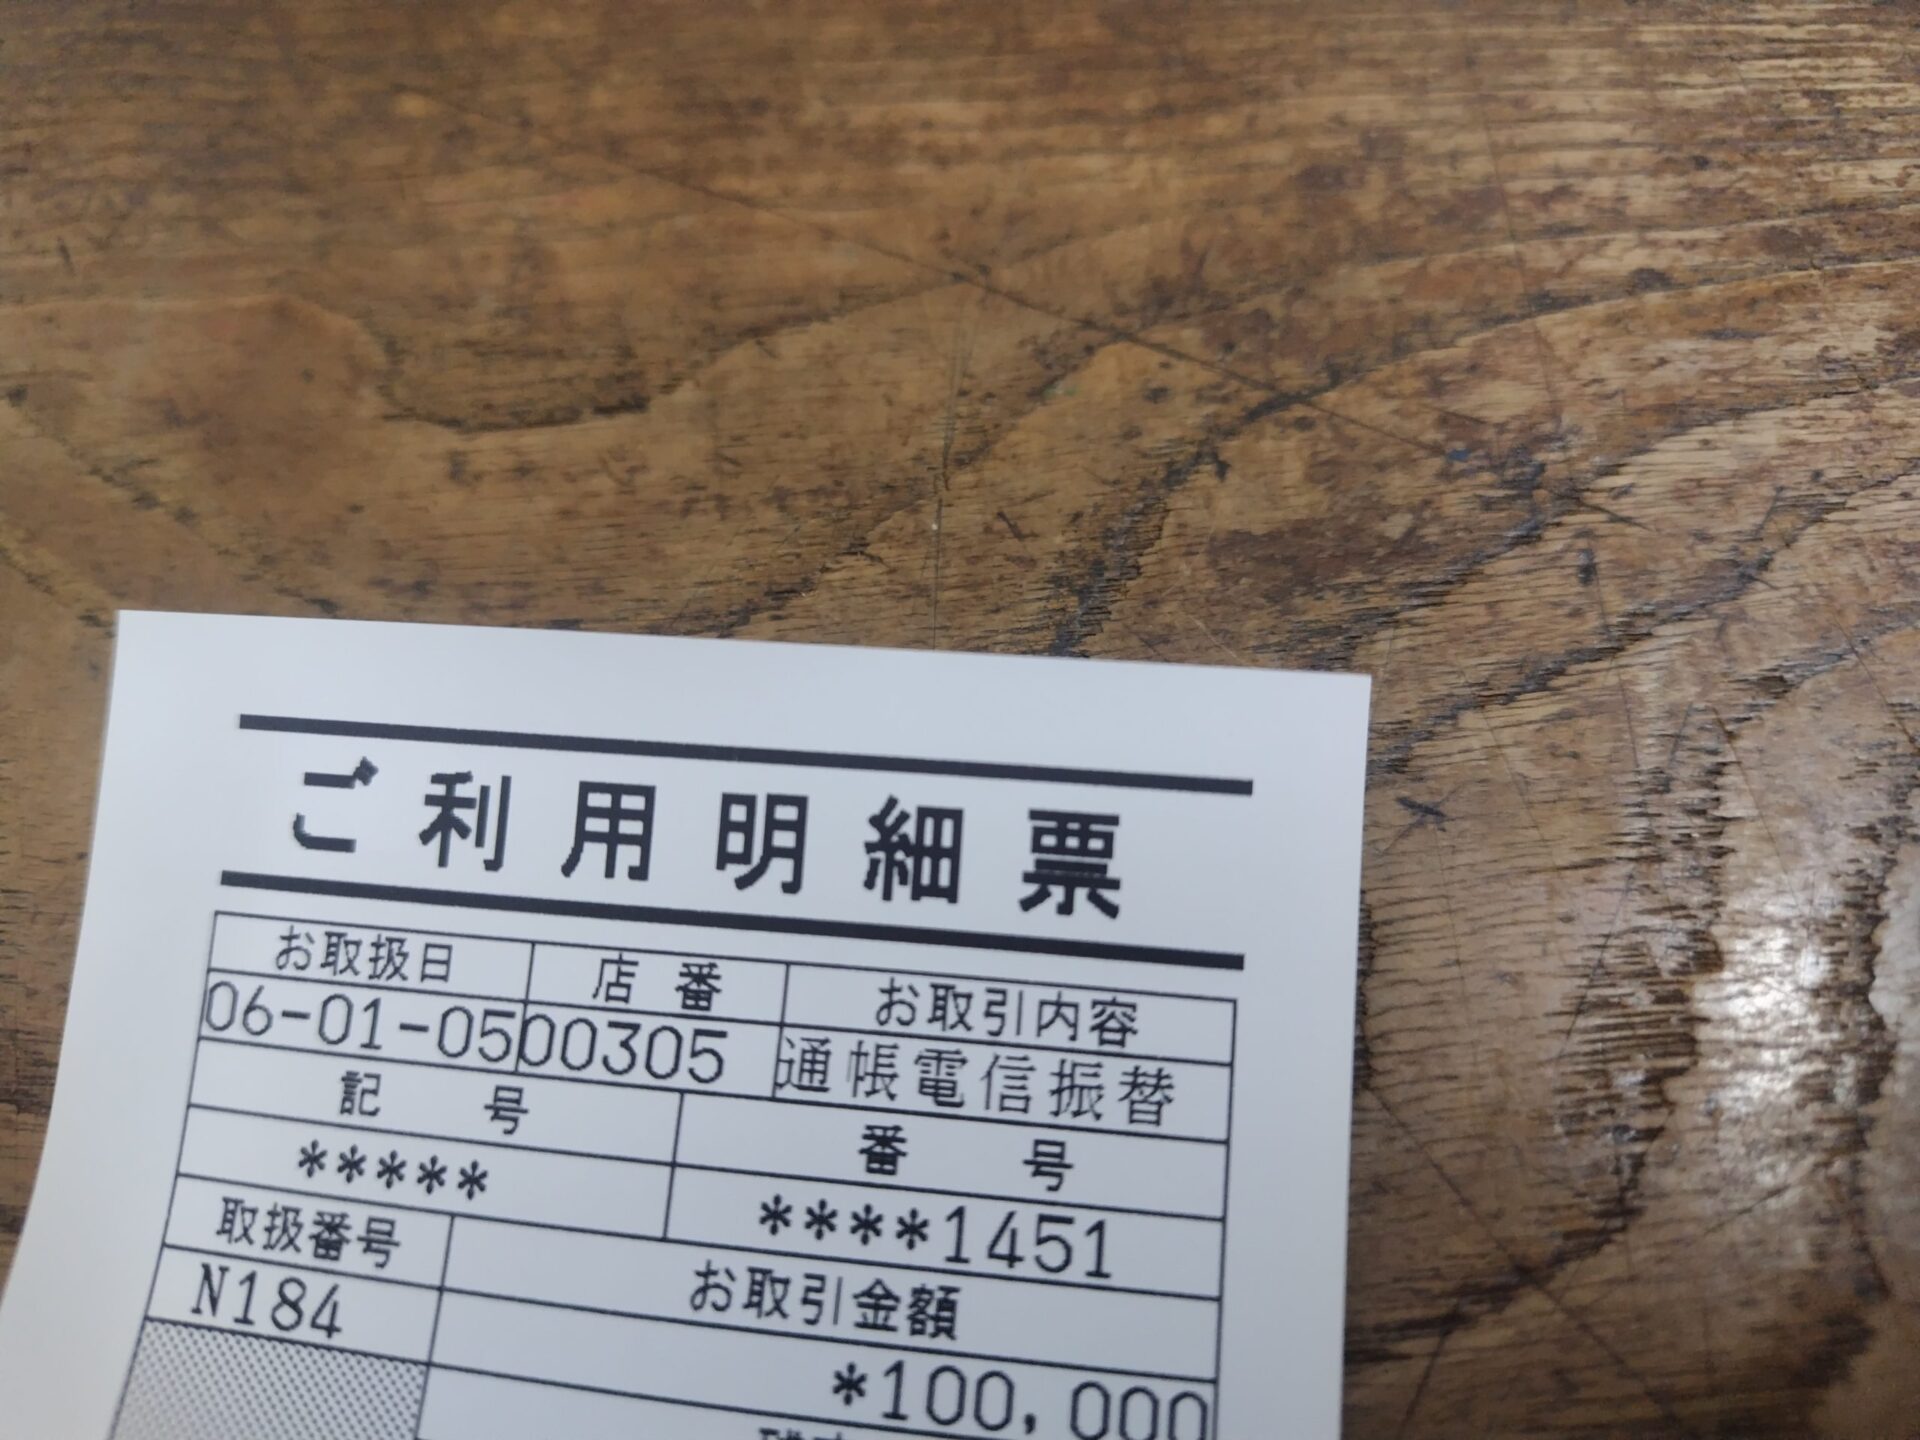 ご利用明細票
お取扱日 店番 お取引内容
06-01-05 00305 通帳電信振替
記号 番号
***** ****1451
取扱番号 お取引金額
N184
*100,000